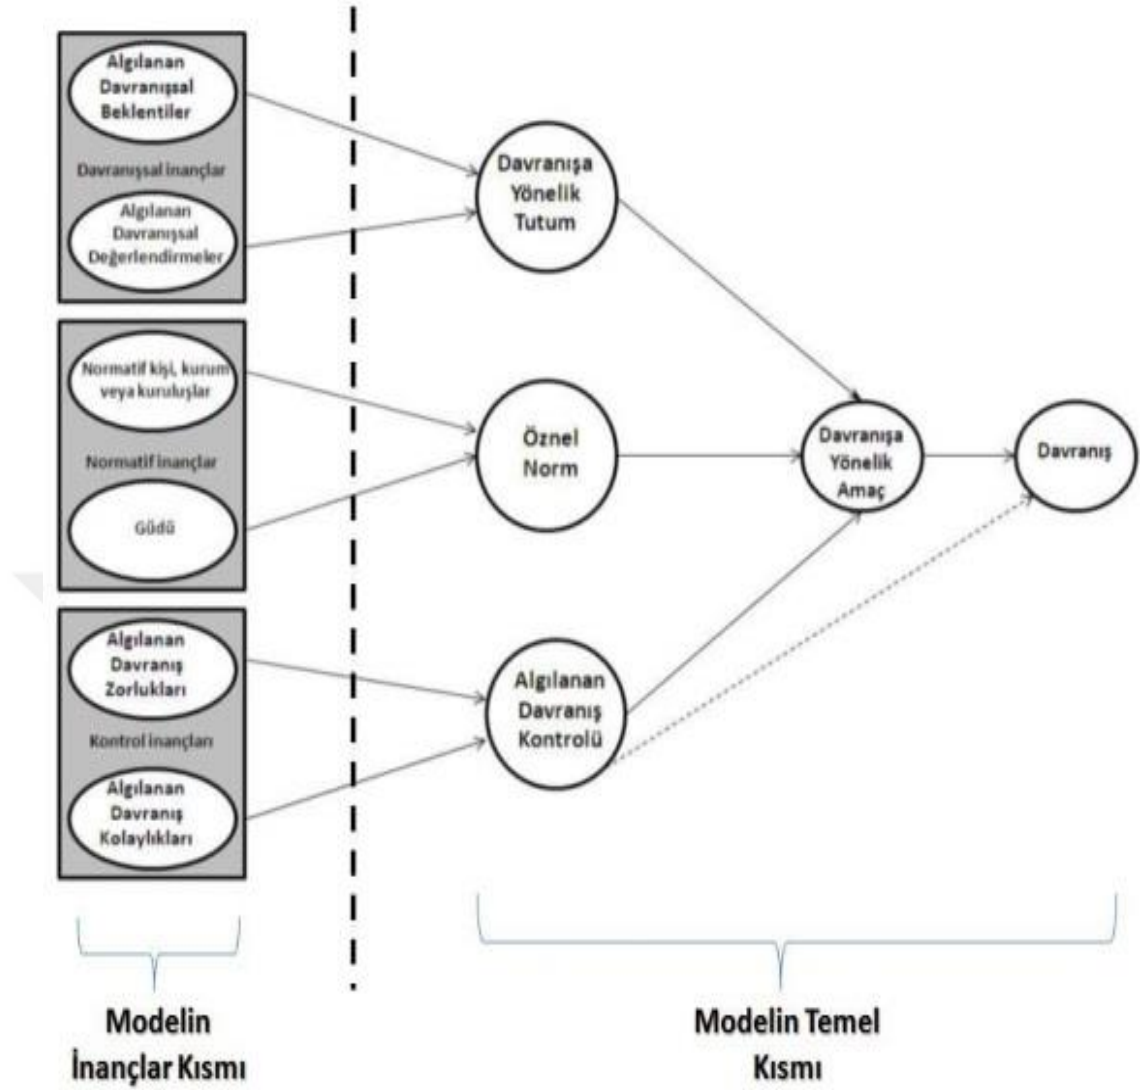 Algılanan
Davranışsal
Beklentiler
Davranışsal inançlar
Algılanan
Davranışsal
Değerlendirmeler
Normatif kişi, kurum
veya kuruluşlar
Normatif inançlar
Güdü
Algılanan
Davranış
Zorlukları
Kontrol inançları
Algılanan
Davranış
Kolaylıkları
Davranışa
Yönelik
Tutum
Öznel
Norm
Algılanan
Davranış
Kontrolü
Davranışa
Yönelik
Amaç
Davranış
Modelin
İnançlar Kısmı
Modelin Temel
Kısmı